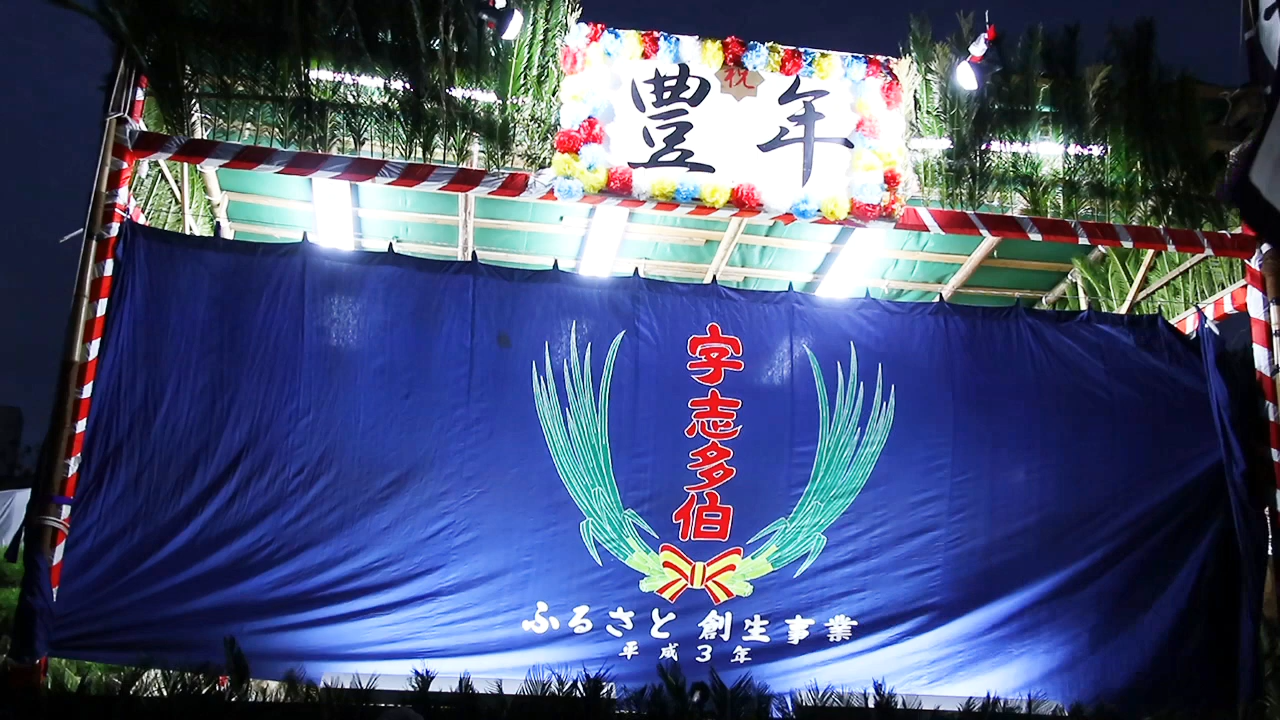 祝
豊年
字志多伯
ふるさと 創生事業
平成3年